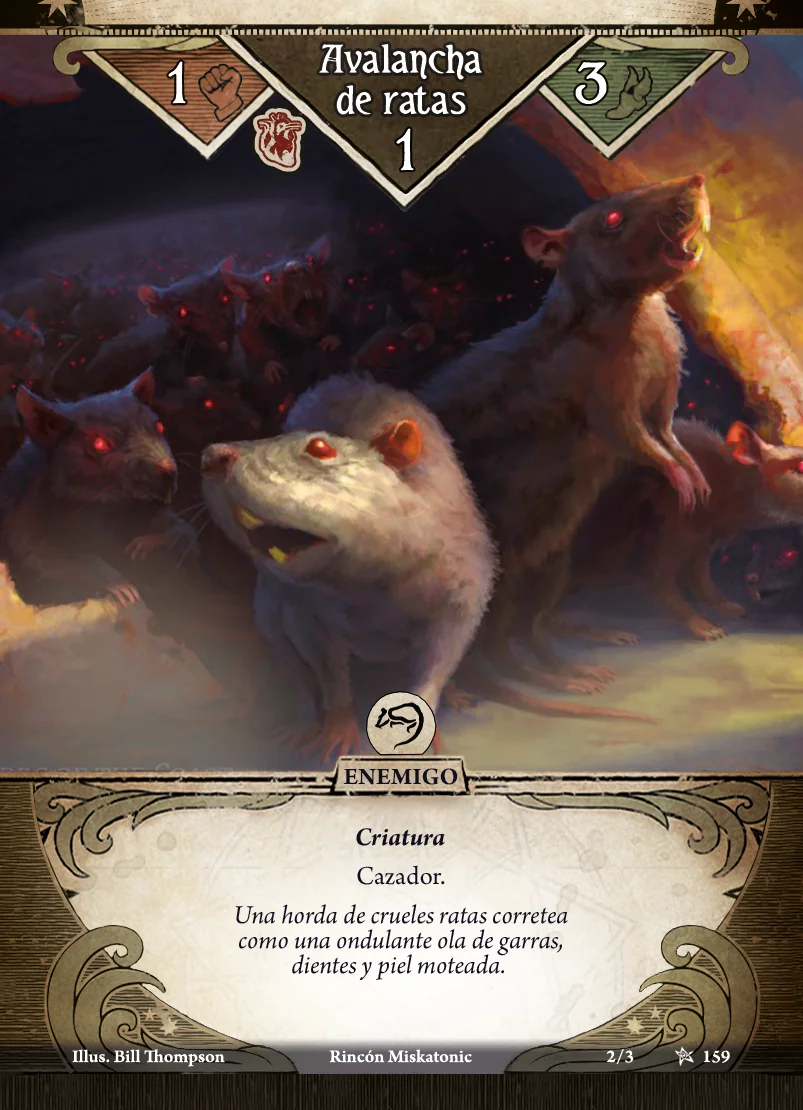 Avalancha
de ratas
1
1
3
ENEMIGO
Criatura
Cazador.
Una horda de crueles ratas corretea
como una ondulante ola de garras,
dientes y piel moteada.
Illus. Bill Thompson
Rincón Miskatonic
2/3
159